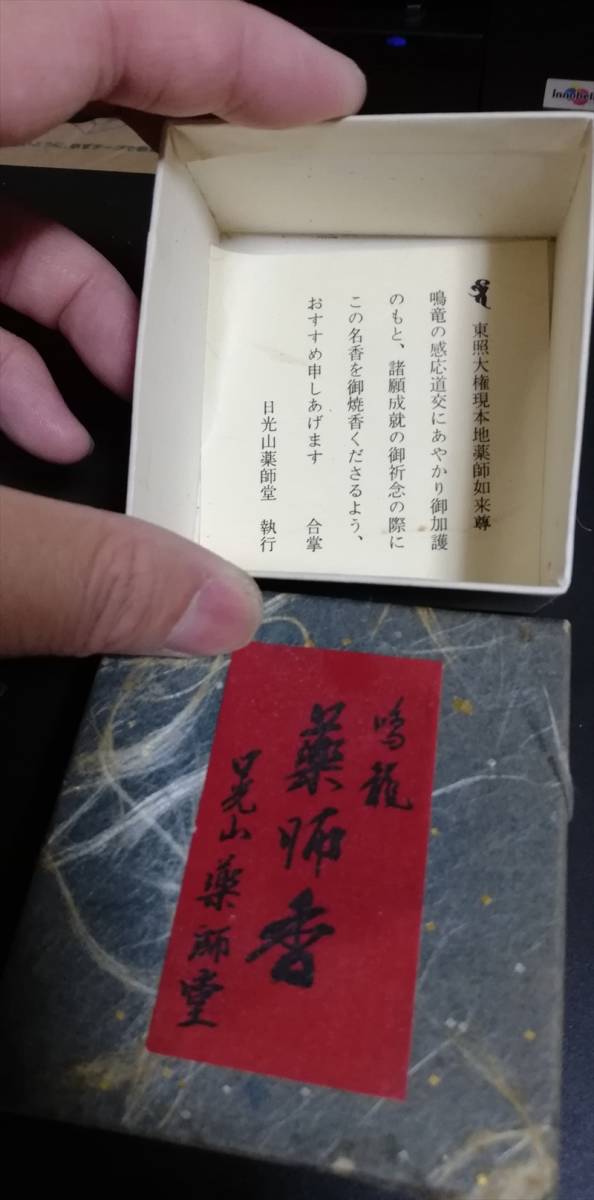 東照大権現本地薬師如来尊
鳴竜の感応道交にあやかり御加護
のもと、諸願成就の御祈念の際に
この名香を御焼香くださるよう、
おすすめ申しあげます 合掌
日光山薬師堂 執行
鳴龍
薬師香
日光山薬師堂